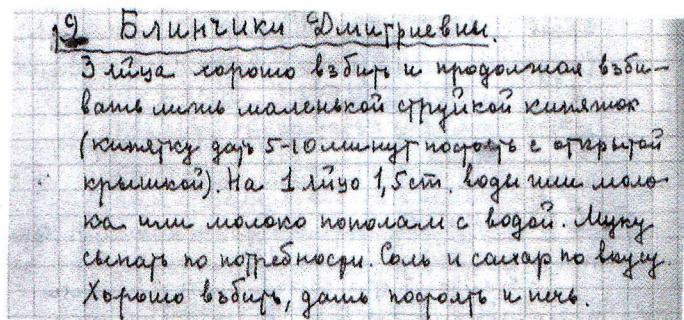 9 Блинчики Дмитриевны.
3 яйца хорошо взбить и продолжая взби-
вать лить маленькой струйкой кипяток
(кипятку дать 5-10 минут постоять с открытой
крышкой). На 1 яйцо 1,5 ст. воды или моло-
ка или молоко пополам с водой. Муку
сыпать по потребности. Соль и сахар по вкусу.
Хорошо взбить, дать постоять и печь.